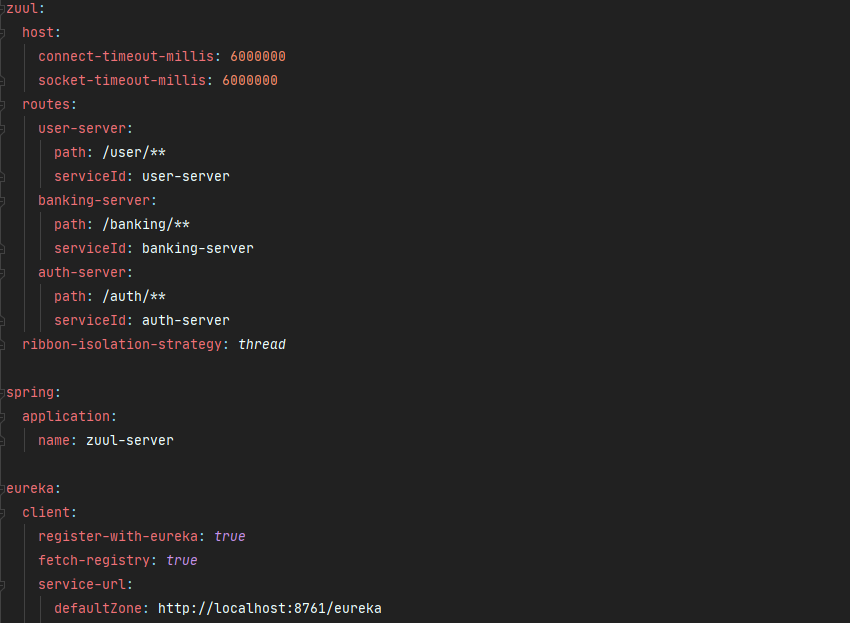 zuul:
  host:
    connect-timeout-millis: 6000000
    socket-timeout-millis: 6000000
  routes:
    user-server:
      path: /user/**
      serviceId: user-server
    banking-server:
      path: /banking/**
      serviceId: banking-server
    auth-server:
      path: /auth/**
      serviceId: auth-server
  ribbon-isolation-strategy: thread

spring:
  application:
    name: zuul-server

eureka:
  client:
    register-with-eureka: true
    fetch-registry: true
    service-url:
      defaultZone: http://localhost:8761/eureka